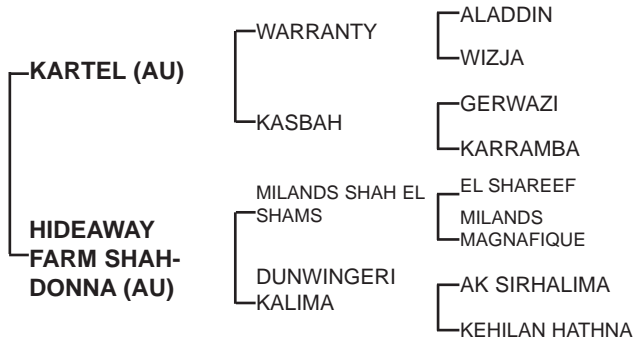 KARTEL (AU)
HIDEAWAY
FARM SHAH-
DONNA (AU)
WARRANTY
KASBAH
MILANDS SHAH EL
SHAMS
DUNWINGERI
KALIMA
ALADDIN
WIZJA
GERWAZI
KARRAMBA
EL SHAREEF
MILANDS
MAGNAFIQUE
AK SIRHALIMA
KEHILAN HATHNA